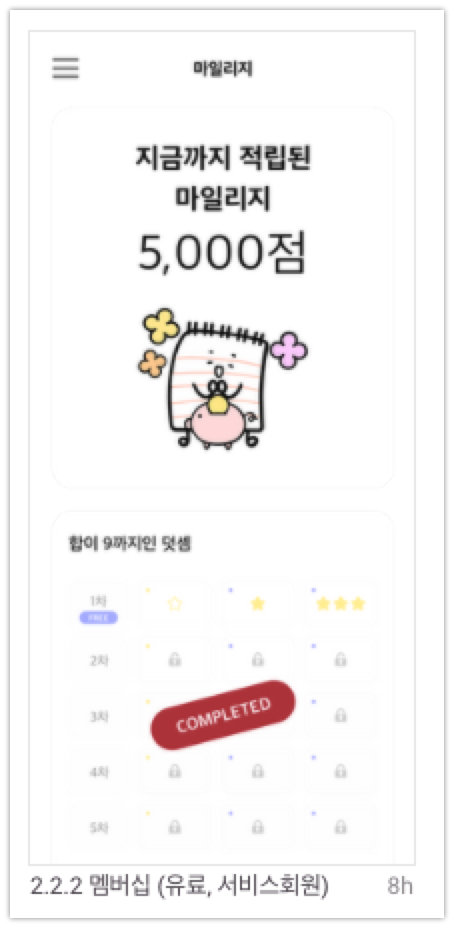 마일리지
지금까지 적립된
마일리지
5,000점
합이 9까지인 덧셈
1차
FREE
2차
3차
COMPLETED
4차
5차
2.2.2 멤버십 (유료, 서비스회원) 8h